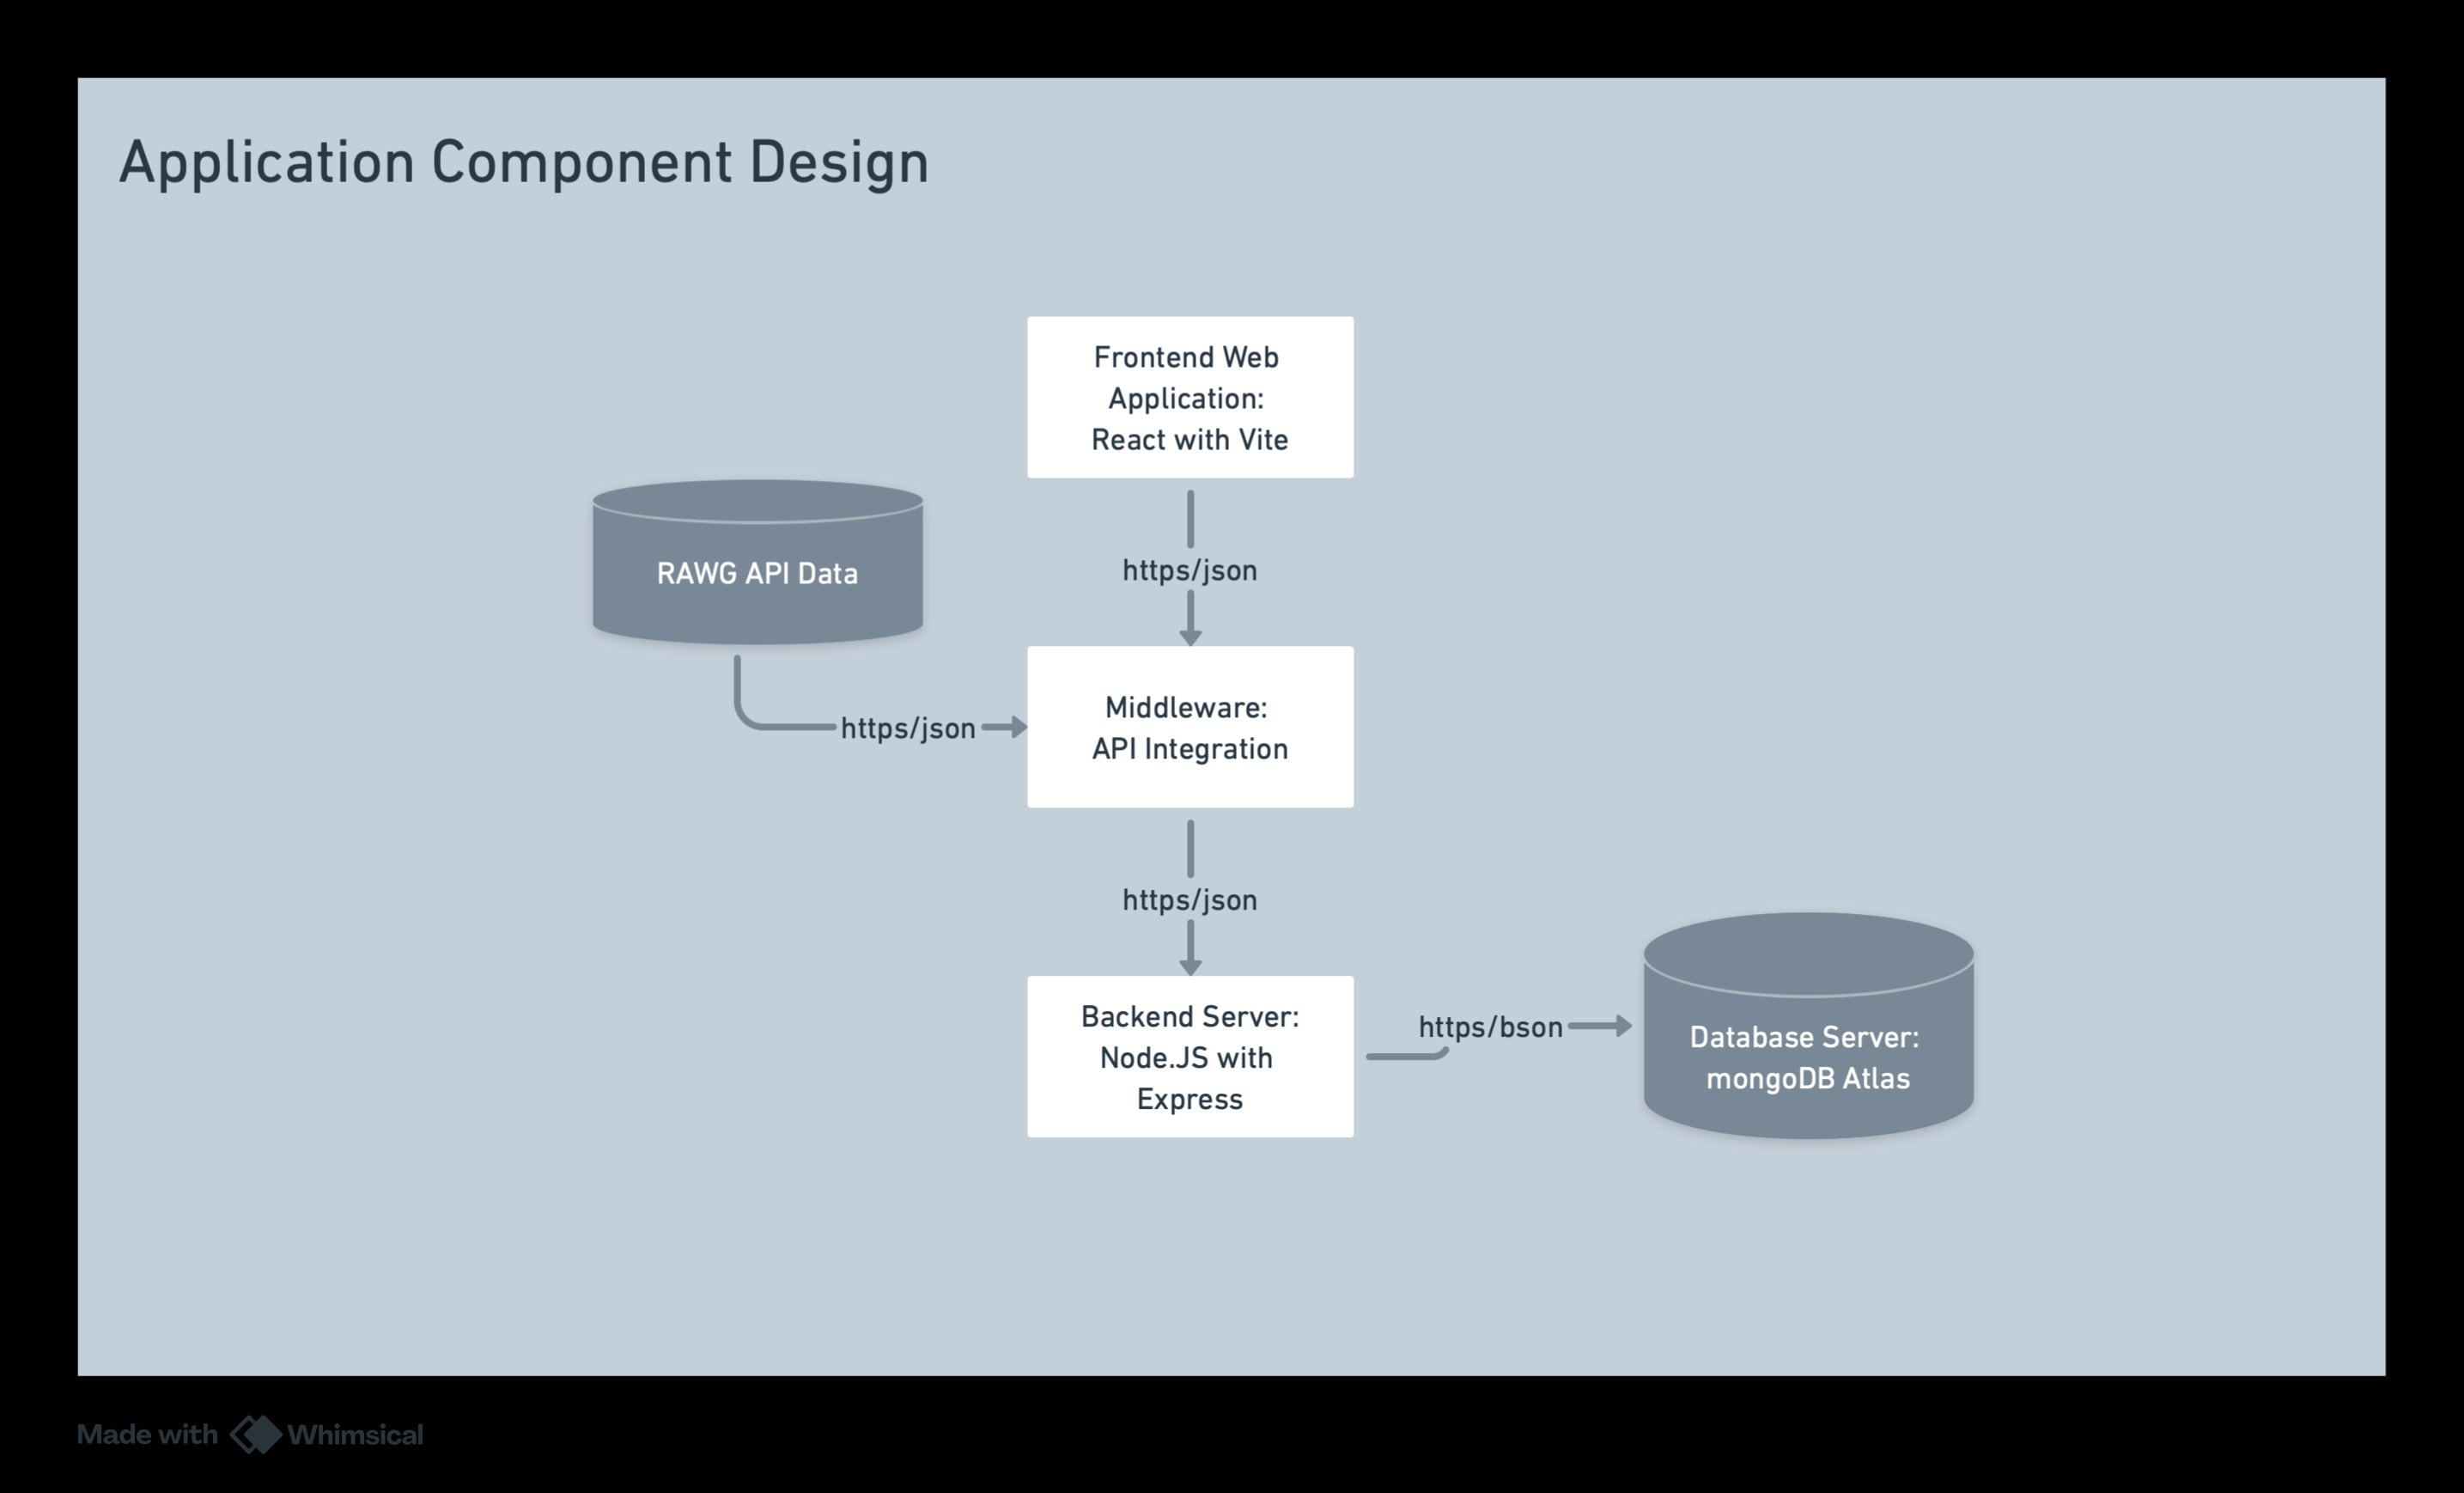 Application Component Design
Frontend Web
Application:
React with Vite
RAWG API Data
https/json
https/json
Middleware:
API Integration
https/json
Backend Server:
Node.JS with
Express
https/bson
Database Server:
mongoDB Atlas
Made with Whimsical